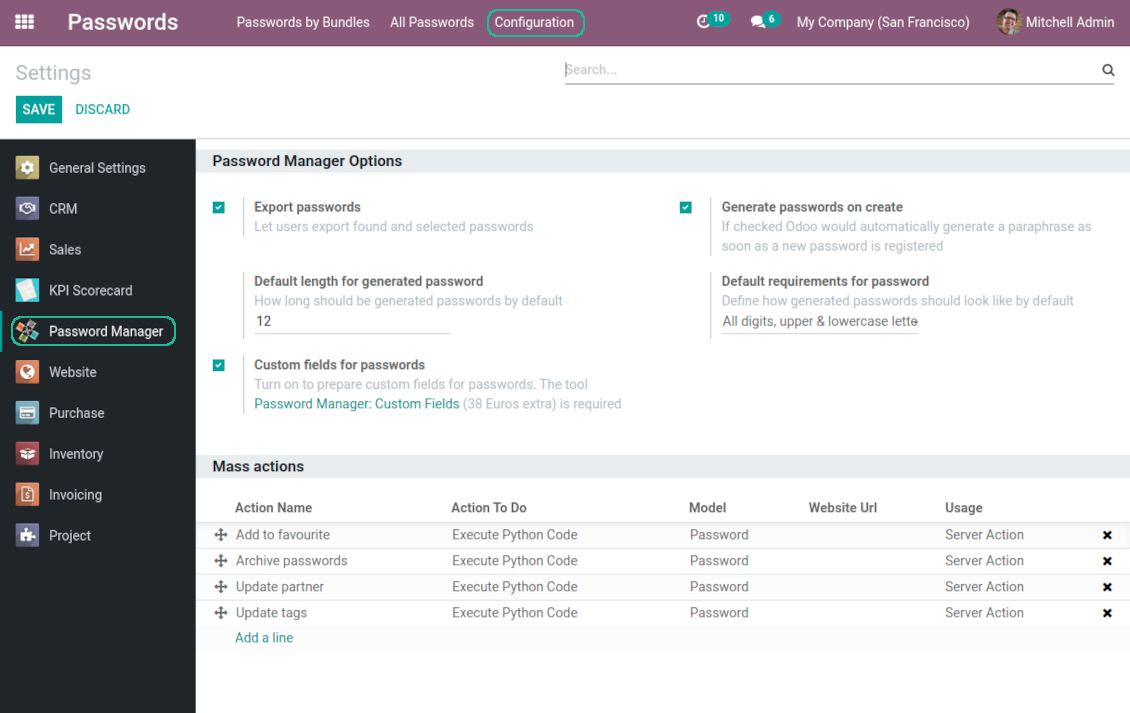 Passwords
Passwords by Bundles
All Passwords
Configuration
10
6
My Company (San Francisco)
Mitchell Admin
Settings
Search...
SAVE
DISCARD
General Settings
CRM
Sales
KPI Scorecard
Password Manager
Website
Purchase
Inventory
Invoicing
Project
Password Manager Options
Export passwords
Let users export found and selected passwords
Generate passwords on create
If checked Odoo would automatically generate a paraphrase as
soon as a new password is registered
Default length for generated password
How long should be generated passwords by default
12
Default requirements for password
Define how generated passwords should look like by default
All digits, upper & lowercase lette
Custom fields for passwords
Turn on to prepare custom fields for passwords. The tool
Password Manager: Custom Fields (38 Euros extra) is required
Mass actions
Action Name Action To Do Model Website Url Usage
Add to favourite Execute Python Code Password Server Action
Archive passwords Execute Python Code Password Server Action
Update partner Execute Python Code Password Server Action
Update tags Execute Python Code Password Server Action
Add a line